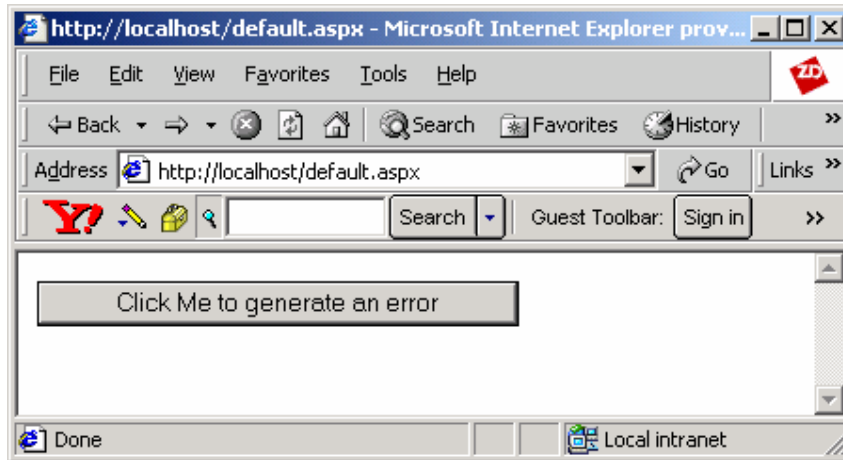 http://localhost/default.aspx - Microsoft Internet Explorer prov...
File Edit View Favorites Tools Help
ZD
Back Search Favorites History »
Address http://localhost/default.aspx Go Links »
Y! Search Guest Toolbar: Sign in »
Click Me to generate an error
Done Local intranet